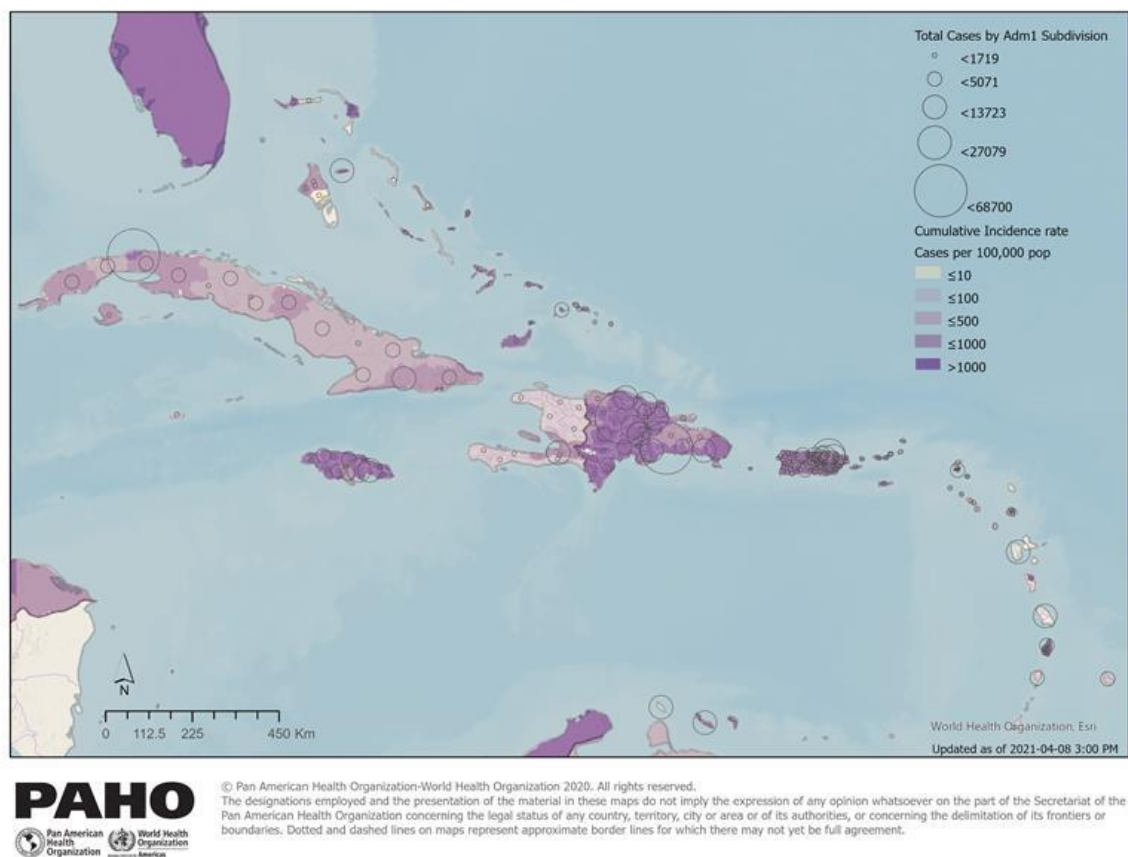 Total Cases by Adm1 Subdivision
<1719
<5071
<13723
<27079
<68700
Cumulative Incidence rate
Cases per 100,000 pop
≤10
≤100
≤500
≤1000
>1000
N
0 112.5 225 450 Km
World Health Organization, Esri
Updated as of 2021-04-08 3:00 PM
PAHO
Pan American
Health
Organization
World Health
Organization
Americas
© Pan American Health Organization-World Health Organization 2020. All rights reserved.
The designations employed and the presentation of the material in these maps do not imply the expression of any opinion whatsoever on the part of the Secretariat of the
Pan American Health Organization concerning the legal status of any country, territory, city or area or of its authorities, or concerning the delimitation of its frontiers or
boundaries. Dotted and dashed lines on maps represent approximate border lines for which there may not yet be full agreement.